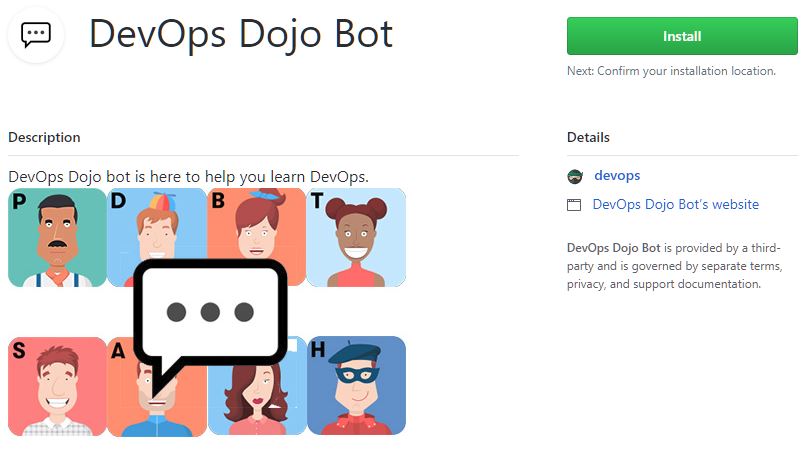 DevOps Dojo Bot
Install
Next: Confirm your installation location.
Description
DevOps Dojo bot is here to help you learn DevOps.
P D B T
S A H
Details
devops
DevOps Dojo Bot's website
DevOps Dojo Bot is provided by a third-
party and is governed by separate terms,
privacy, and support documentation.